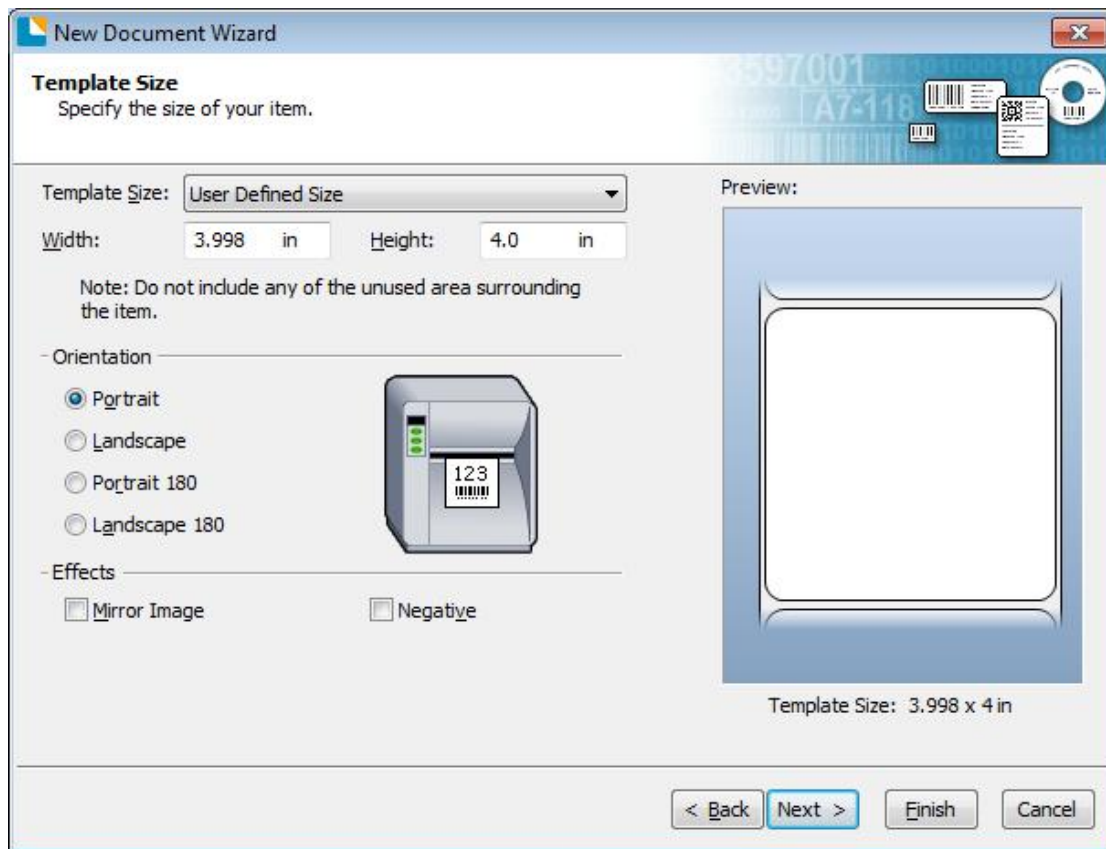 New Document Wizard
Template Size
Specify the size of your item.
3597001
A7-118
Template Size: User Defined Size
Preview:
Width: 3.998 in Height: 4.0 in
Note: Do not include any of the unused area surrounding
the item.
Orientation
Portrait
Landscape
Portrait 180
Landscape 180
123
Effects
Mirror Image Negative
Template Size: 3.998 x 4 in
< Back Next > Finish Cancel